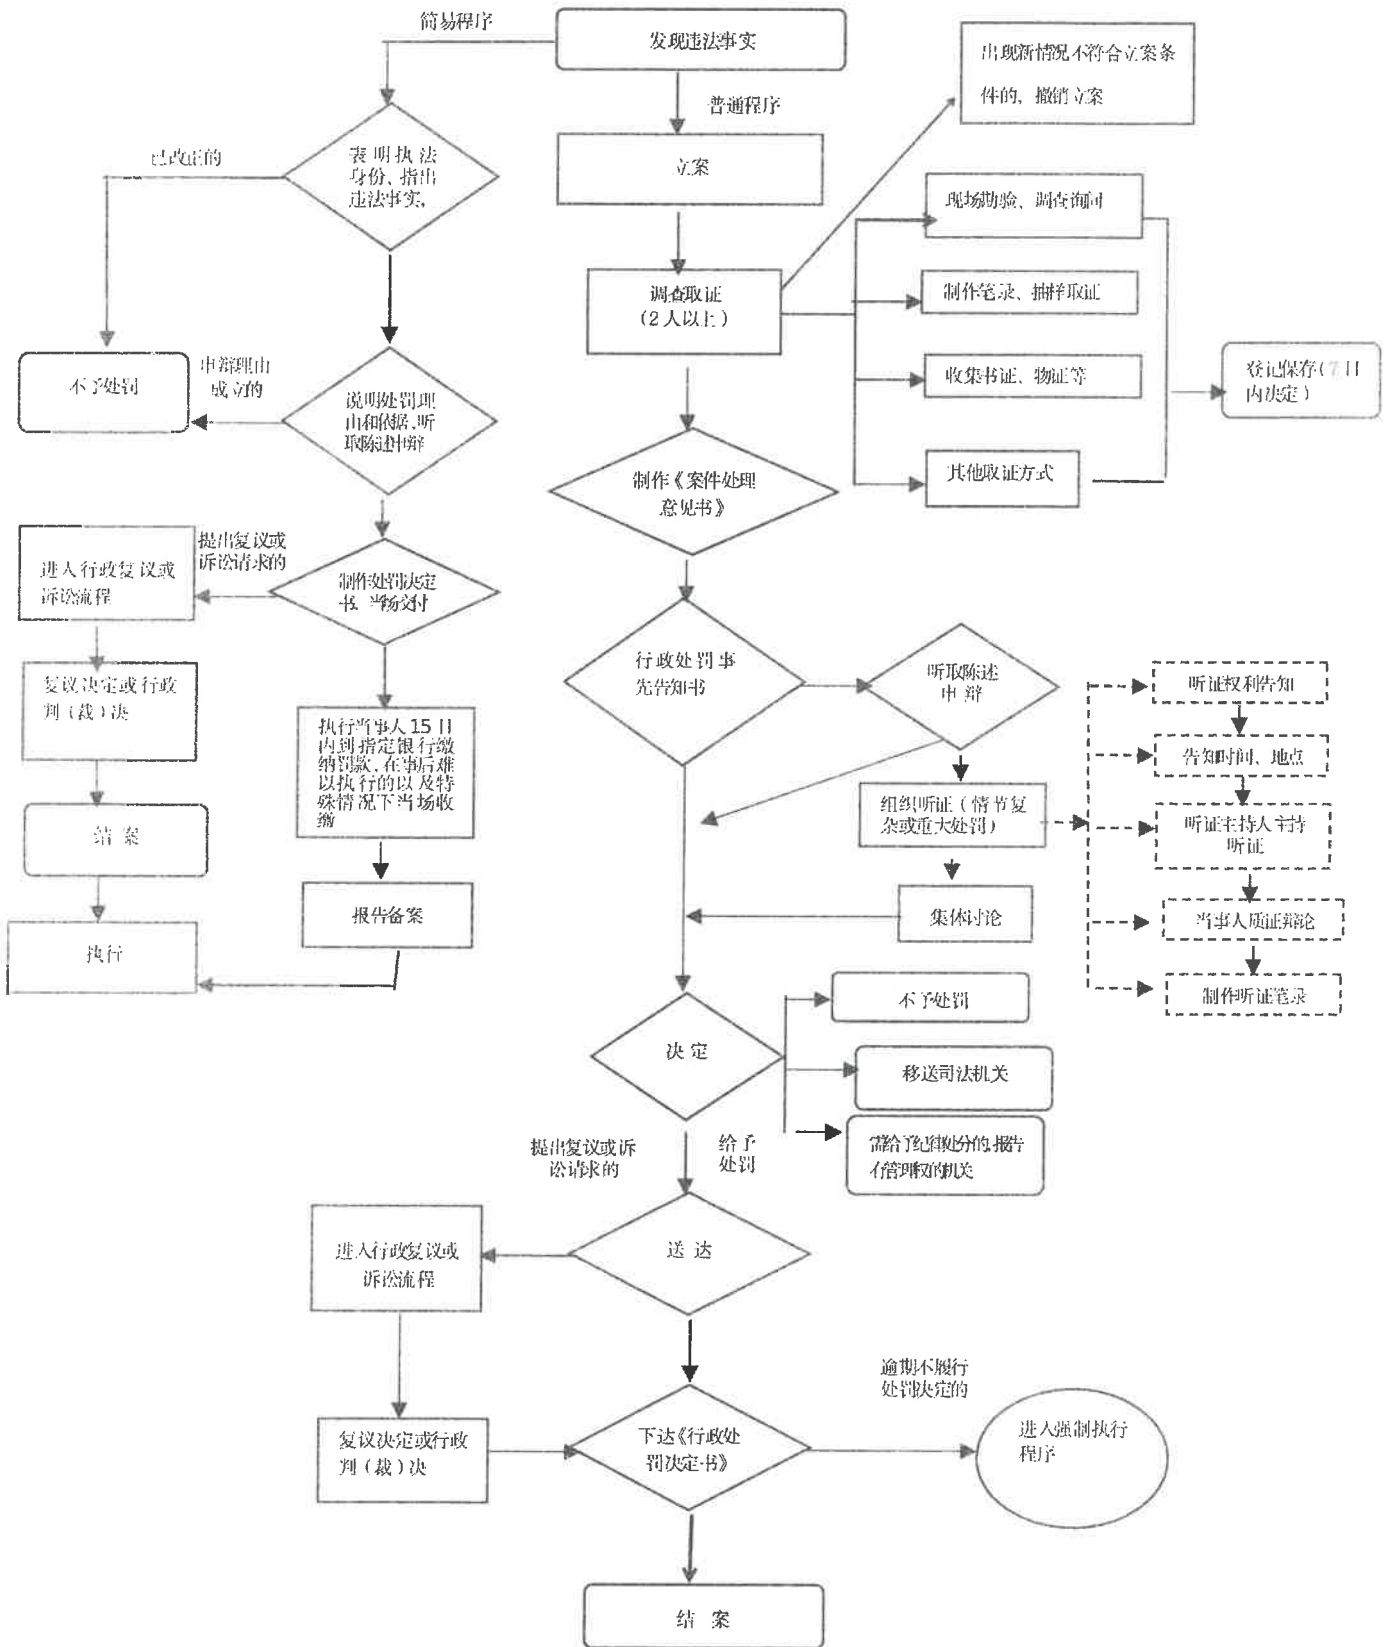 简易程序
发现违法事实
出现新情况不符合立案条
件的，撤销立案
普通程序
已改正的
表明执法
身份、指出
违法事实.
立案
现场勘验、调查询问
调查取证
（2人以上）
制作笔录、抽样取证
不予处罚
申辩理由
成立的
收集书证、物证等
登记保存（7日
内决定）
说明处罚理
由和依据，听
取陈述申辩
制作《案件处理
意见书》
其他取证方式
提出复议或
诉讼请求的
进入行政复议或
诉讼流程
制作处罚决定
书，当场交付
行政处罚事
先告知书
听取陈述
申辩
听证权利告知
复议决定或行政
判（裁）决
执行当事人15日
内到指定银行缴
纳罚款，在事后难
以执行的以及特
殊情况下当场收
缴
告知时间、地点
组织听证（情节复
杂或重大处罚）
听证主持人主持
听证
结 案
报告备案
集体讨论
当事人质证辩论
执行
不予处罚
制作听证笔录
决定
移送司法机关
提出复议或诉
讼请求的
给予
处罚
需给予纪律处分的，报告
有管理权的机关
进入行政复议或
诉讼流程
送 达
逾期不履行
处罚决定的
复议决定或行政
判（裁）决
下达《行政处
罚决定书》
进入强制执行
程序
结 案